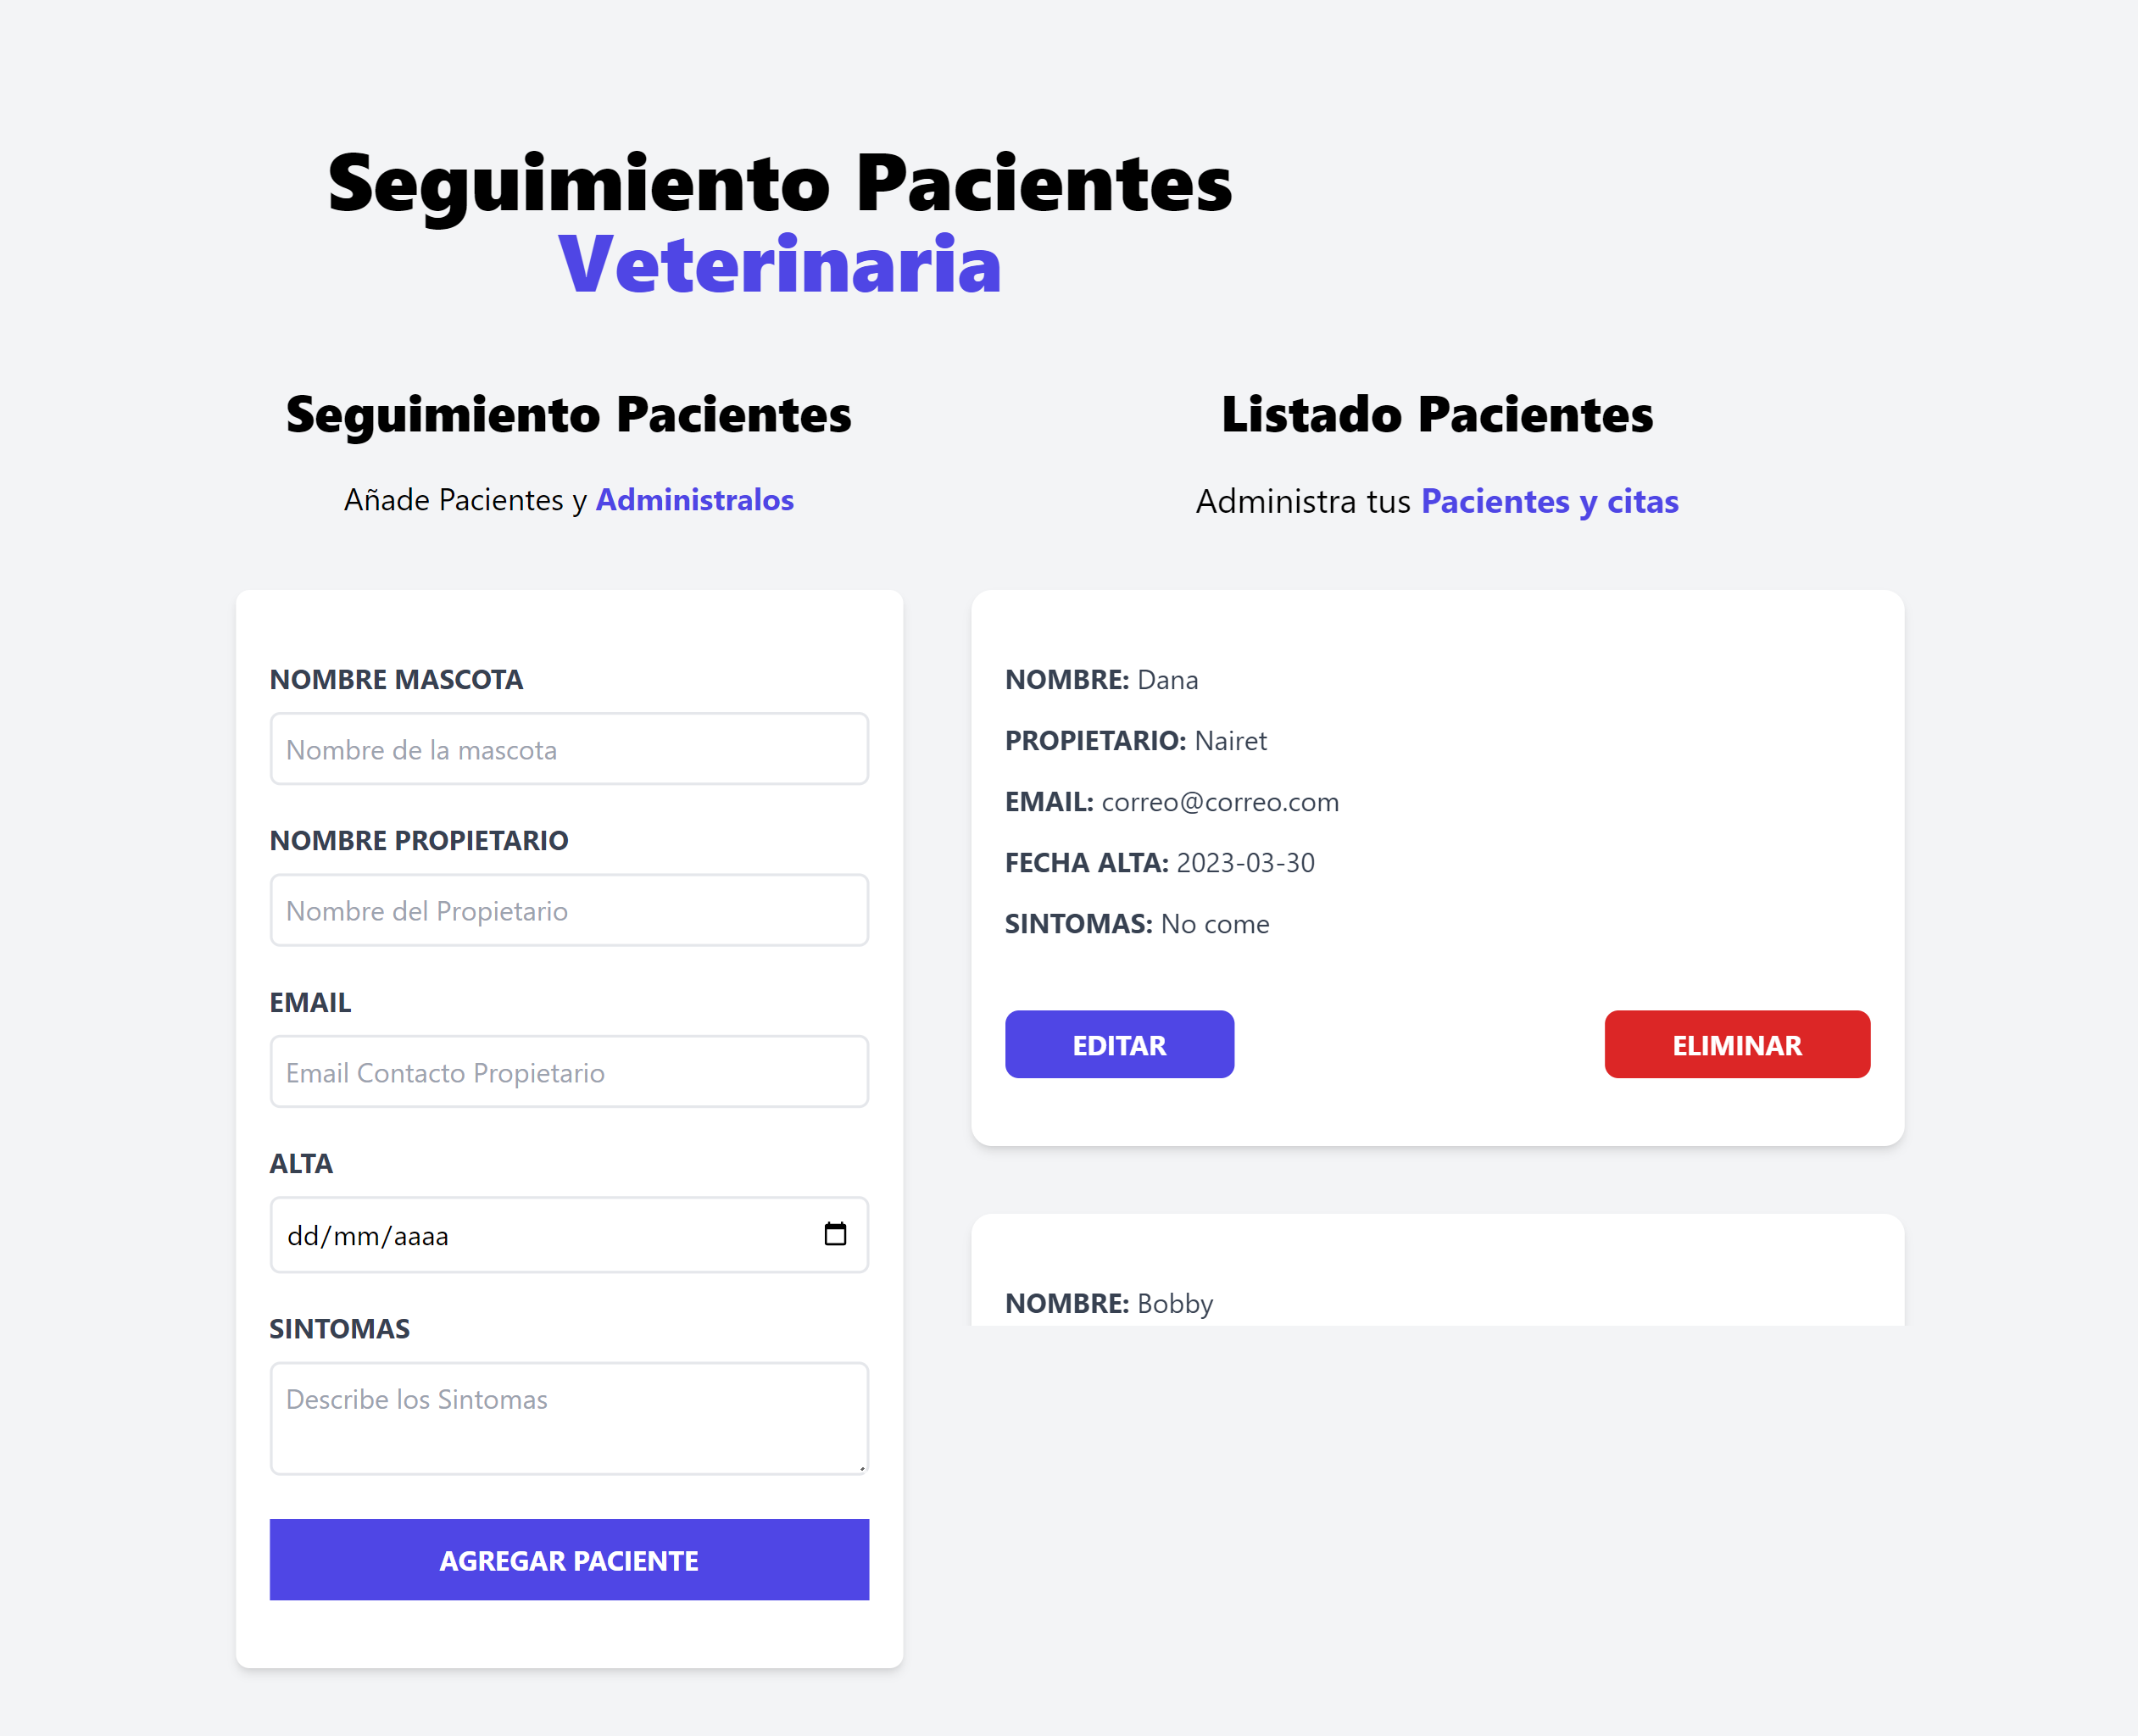 Seguimiento Pacientes
Veterinaria
Seguimiento Pacientes
Añade Pacientes y Administralos
NOMBRE MASCOTA
Nombre de la mascota
NOMBRE PROPIETARIO
Nombre del Propietario
EMAIL
Email Contacto Propietario
ALTA
dd/mm/aaaa
SINTOMAS
Describe los Sintomas
AGREGAR PACIENTE
Listado Pacientes
Administra tus Pacientes y citas
NOMBRE: Dana
PROPIETARIO: Nairet
EMAIL: correo@correo.com
FECHA ALTA: 2023-03-30
SINTOMAS: No come
EDITAR
ELIMINAR
NOMBRE: Bobby